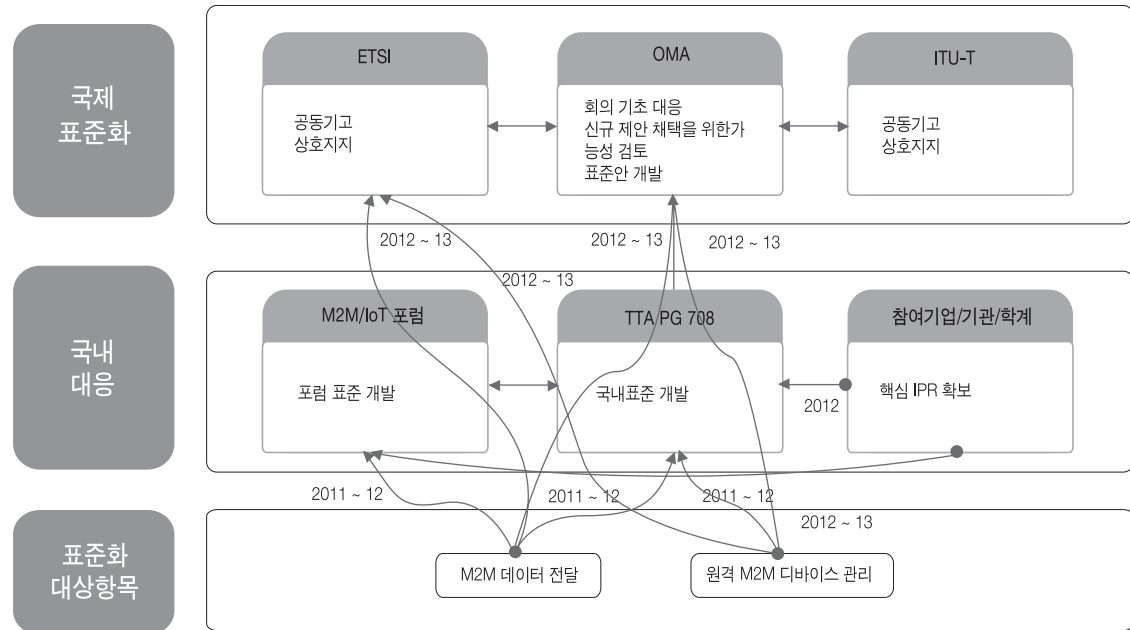 국제
표준화
ETSI
OMA
ITU-T
공동기고
상호지지
회의 기초 대응
신규 제안 채택을 위한가
능성 검토
표준안 개발
공동기고
상호지지
2012 ~ 13
2012 ~ 13
2012 ~ 13
2012 ~ 13
국내
대응
M2M/IoT 포럼
TTA PG 708
참여기업/기관/학계
포럼 표준 개발
국내표준 개발
2012
핵심 IPR 확보
2011 ~ 12
2011 ~ 12
2011 ~ 12
2012 ~ 13
표준화
대상항목
M2M 데이터 전달
원격 M2M 디바이스 관리